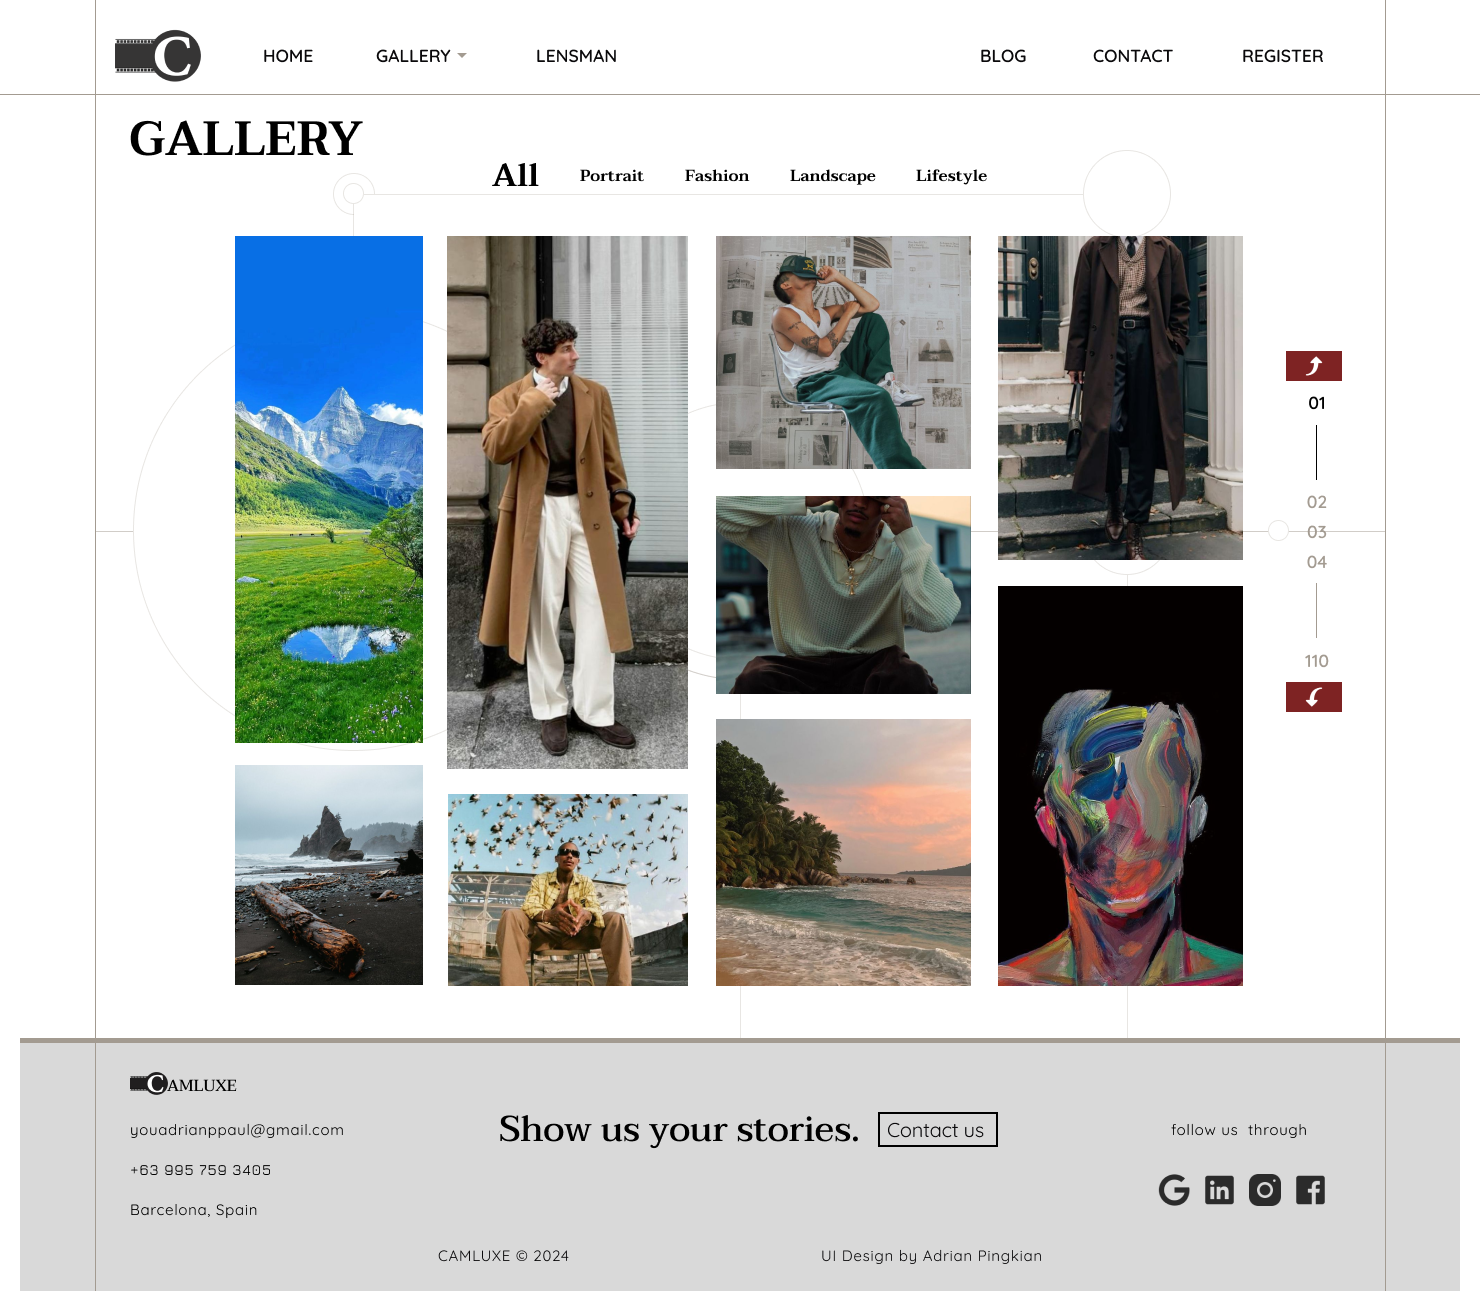 C
HOME
GALLERY
LENSMAN
BLOG
CONTACT
REGISTER
GALLERY
All
Portrait
Fashion
Landscape
Lifestyle
01
02
03
04
110
CAMLUXE
youadrianppaul@gmail.com
+63 995 759 3405
Barcelona, Spain
Show us your stories.
Contact us
follow us through
G
in
f
CAMLUXE © 2024
UI Design by Adrian Pingkian